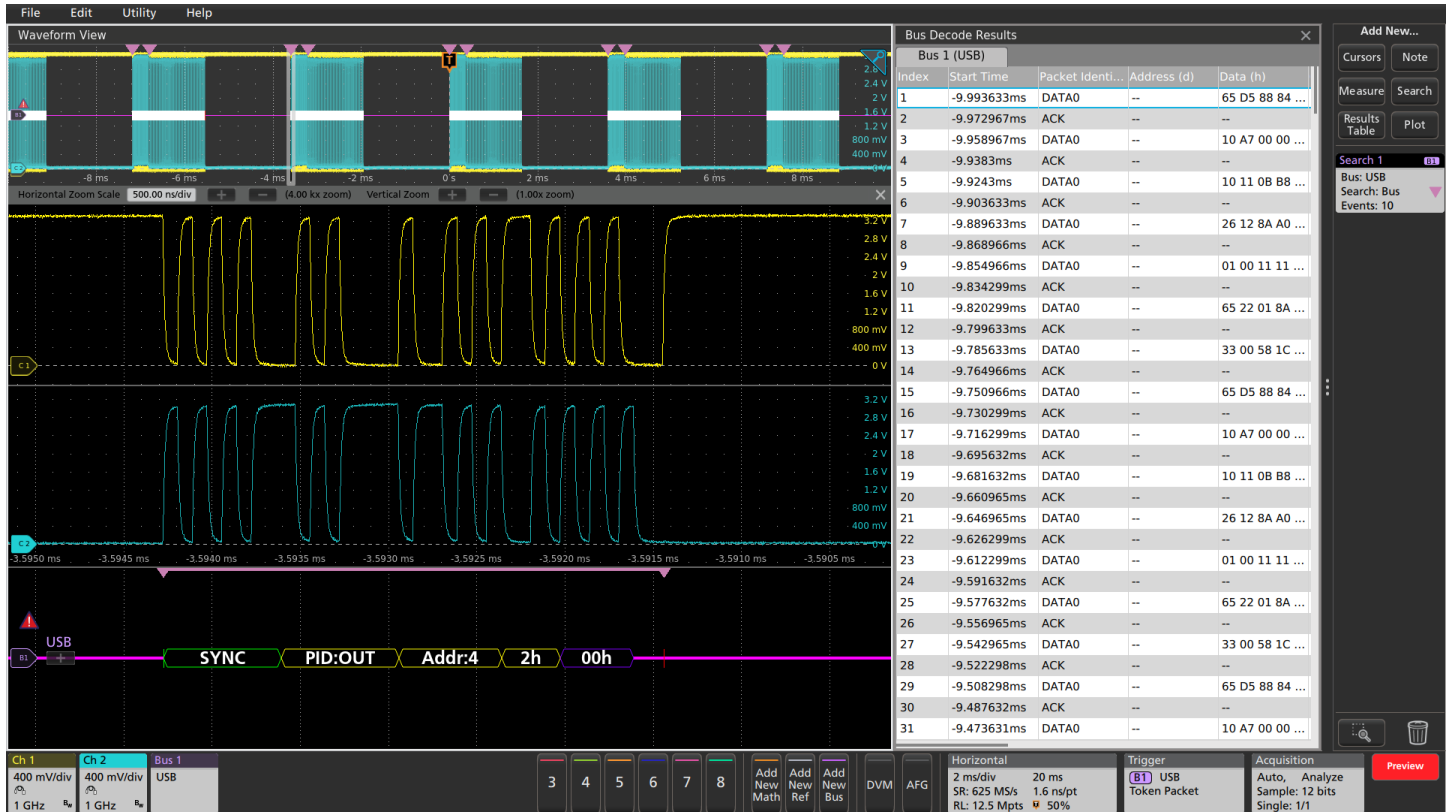 File Edit Utility Help
Waveform View
T
2.8
2.4 V
2 V
1.6 V
1.2 V
800 mV
400 mV
B1
C2
-8 ms -6 ms -4 ms -2 ms 0 s 2 ms 4 ms 6 ms 8 ms
Horizontal Zoom Scale 500.00 ns/div + − (4.00 kx zoom) Vertical Zoom + − (1.00x zoom)
3.2 V
2.8 V
2.4 V
2 V
1.6 V
1.2 V
800 mV
400 mV
C1
0 V
3.2 V
2.8 V
2.4 V
2 V
1.6 V
1.2 V
800 mV
400 mV
C2
0 V
-3.5950 ms -3.5945 ms -3.5940 ms -3.5935 ms -3.5930 ms -3.5925 ms -3.5920 ms -3.5915 ms -3.5910 ms -3.5905 ms
USB
B1 + SYNC PID:OUT Addr:4 2h 00h
Bus Decode Results
Bus 1 (USB)
Index Start Time Packet Identi... Address (d) Data (h)
1 -9.993633ms DATA0 -- 65 D5 88 84 ...
2 -9.972967ms ACK -- --
3 -9.958967ms DATA0 -- 10 A7 00 00 ...
4 -9.9383ms ACK -- --
5 -9.9243ms DATA0 -- 10 11 0B B8 ...
6 -9.903633ms ACK -- --
7 -9.889633ms DATA0 -- 26 12 8A A0 ...
8 -9.868966ms ACK -- --
9 -9.854966ms DATA0 -- 01 00 11 11 ...
10 -9.834299ms ACK -- --
11 -9.820299ms DATA0 -- 65 22 01 8A ...
12 -9.799633ms ACK -- --
13 -9.785633ms DATA0 -- 33 00 58 1C ...
14 -9.764966ms ACK -- --
15 -9.750966ms DATA0 -- 65 D5 88 84 ...
16 -9.730299ms ACK -- --
17 -9.716299ms DATA0 -- 10 A7 00 00 ...
18 -9.695632ms ACK -- --
19 -9.681632ms DATA0 -- 10 11 0B B8 ...
20 -9.660965ms ACK -- --
21 -9.646965ms DATA0 -- 26 12 8A A0 ...
22 -9.626299ms ACK -- --
23 -9.612299ms DATA0 -- 01 00 11 11 ...
24 -9.591632ms ACK -- --
25 -9.577632ms DATA0 -- 65 22 01 8A ...
26 -9.556965ms ACK -- --
27 -9.542965ms DATA0 -- 33 00 58 1C ...
28 -9.522298ms ACK -- --
29 -9.508298ms DATA0 -- 65 D5 88 84 ...
30 -9.487632ms ACK -- --
31 -9.473631ms DATA0 -- 10 A7 00 00 ...
Add New...
Cursors Note
Measure Search
Results Table Plot
Search 1 B1
Bus: USB
Search: Bus
Events: 10
Ch 1
400 mV/div
1 GHz Bw
Ch 2
400 mV/div
1 GHz Bw
Bus 1
USB
3 4 5 6 7 8
Add New Math
Add New Ref
Add New Bus
DVM AFG
Horizontal
2 ms/div 20 ms
SR: 625 MS/s 1.6 ns/pt
RL: 12.5 Mpts 50%
Trigger
B1 USB
Token Packet
Acquisition
Auto, Analyze
Sample: 12 bits
Single: 1/1
Preview